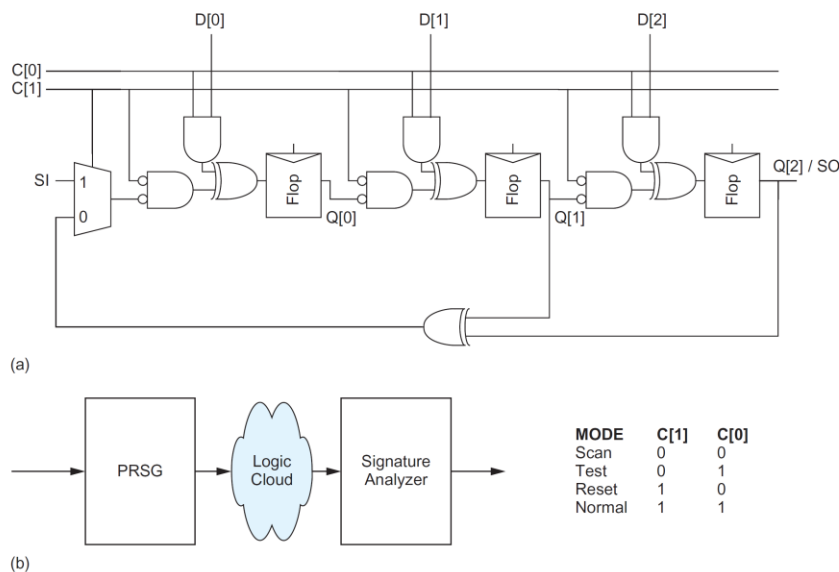 D[0] D[1] D[2]
C[0]
C[1]
SI 1 Flop Flop Flop Q[2] / SO
0 Q[0] Q[1]
(a)
PRSG Logic Cloud Signature Analyzer
MODE C[1] C[0]
Scan 0 0
Test 0 1
Reset 1 0
Normal 1 1
(b)